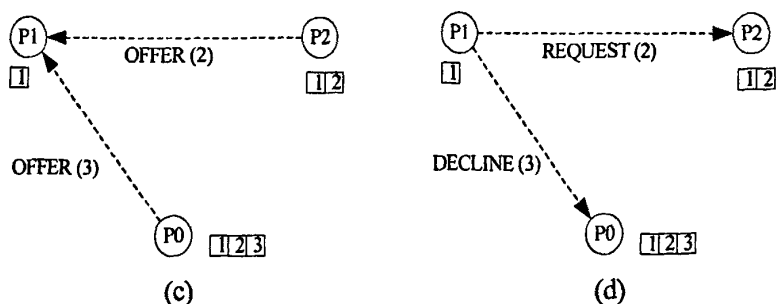 P1
P2
OFFER (2)
1
1 2
OFFER (3)
P0
1 2 3
(c)
P1
P2
REQUEST (2)
1
1 2
DECLINE (3)
P0
1 2 3
(d)